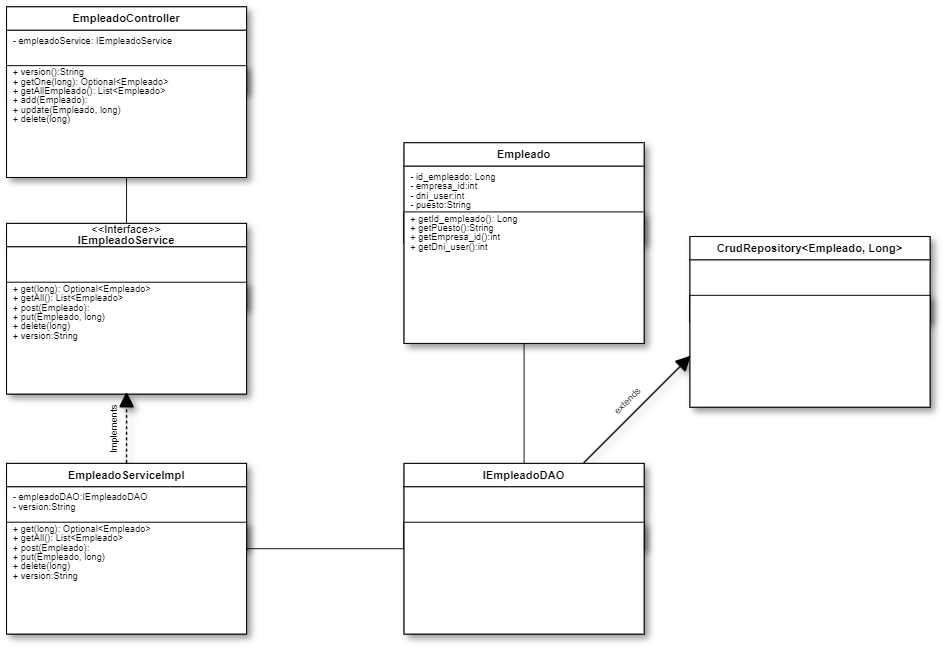 EmpleadoController
- empleadoService: IEmpleadoService
+ version():String
+ getOne(long): Optional<Empleado>
+ getAllEmpleado(): List<Empleado>
+ add(Empleado):
+ update(Empleado, long)
+ delete(long)
<<Interface>>
IEmpleadoService
+ get(long): Optional<Empleado>
+ getAll(): List<Empleado>
+ post(Empleado):
+ put(Empleado, long)
+ delete(long)
+ version:String
Implements
EmpleadoServiceImpl
- empleadoDAO:IEmpleadoDAO
- version:String
+ get(long): Optional<Empleado>
+ getAll(): List<Empleado>
+ post(Empleado):
+ put(Empleado, long)
+ delete(long)
+ version:String
Empleado
- id_empleado: Long
- empresa_id:int
- dni_user:int
- puesto:String
+ getId_empleado(): Long
+ getPuesto():String
+ getEmpresa_id():int
+ getDni_user():int
IEmpleadoDAO
extends
CrudRepository<Empleado, Long>